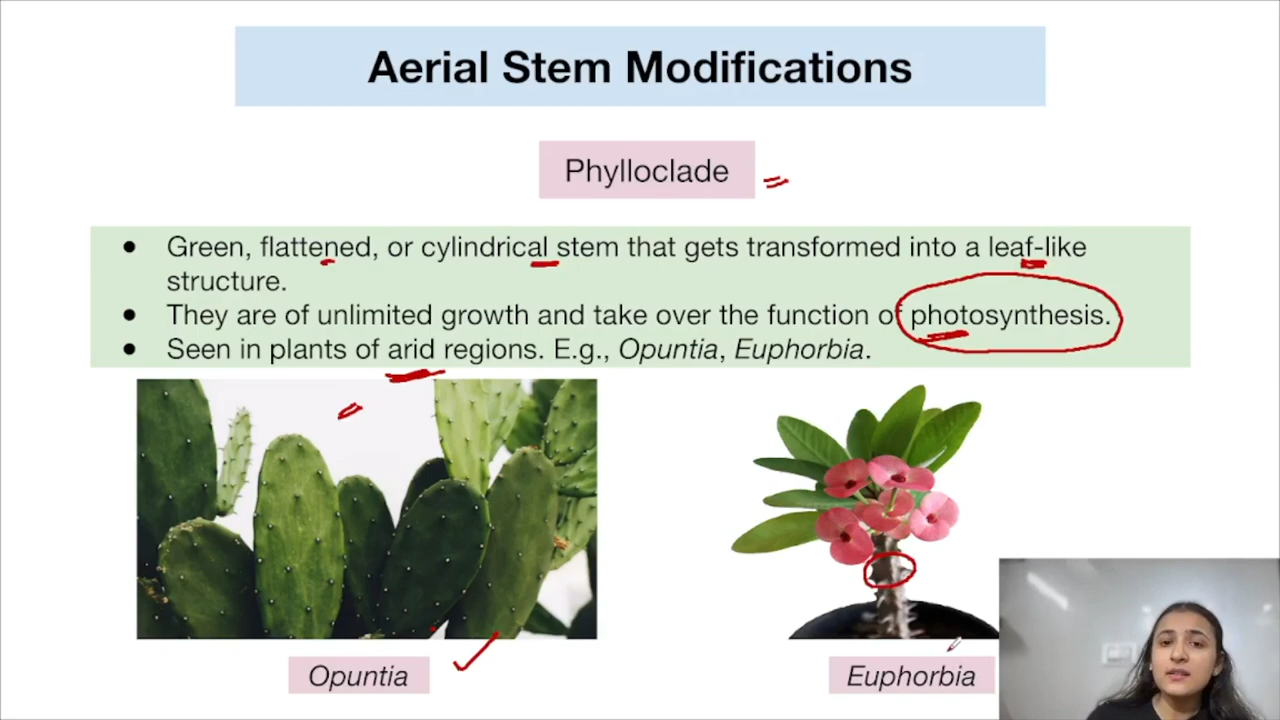 Aerial Stem Modifications
Phylloclade
● Green, flattened, or cylindrical stem that gets transformed into a leaf-like
structure.
● They are of unlimited growth and take over the function of photosynthesis.
● Seen in plants of arid regions. E.g., Opuntia, Euphorbia.
Opuntia
Euphorbia